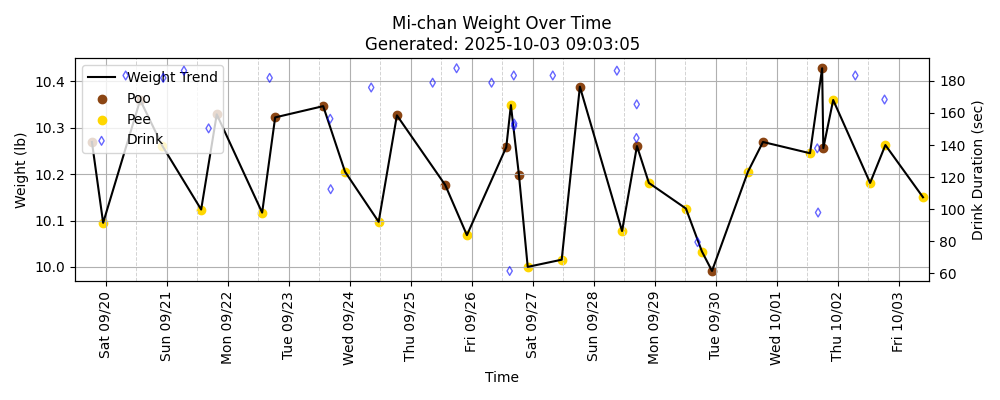 Mi-chan Weight Over Time
Generated: 2025-10-03 09:03:05
Weight (lb)
10.4
10.3
10.2
10.1
10.0
Weight Trend
Poo
Pee
Drink
180
160
140
120
100
80
60
Drink Duration (sec)
Sat 09/20
Sun 09/21
Mon 09/22
Tue 09/23
Wed 09/24
Thu 09/25
Fri 09/26
Sat 09/27
Sun 09/28
Mon 09/29
Tue 09/30
Wed 10/01
Thu 10/02
Fri 10/03
Time